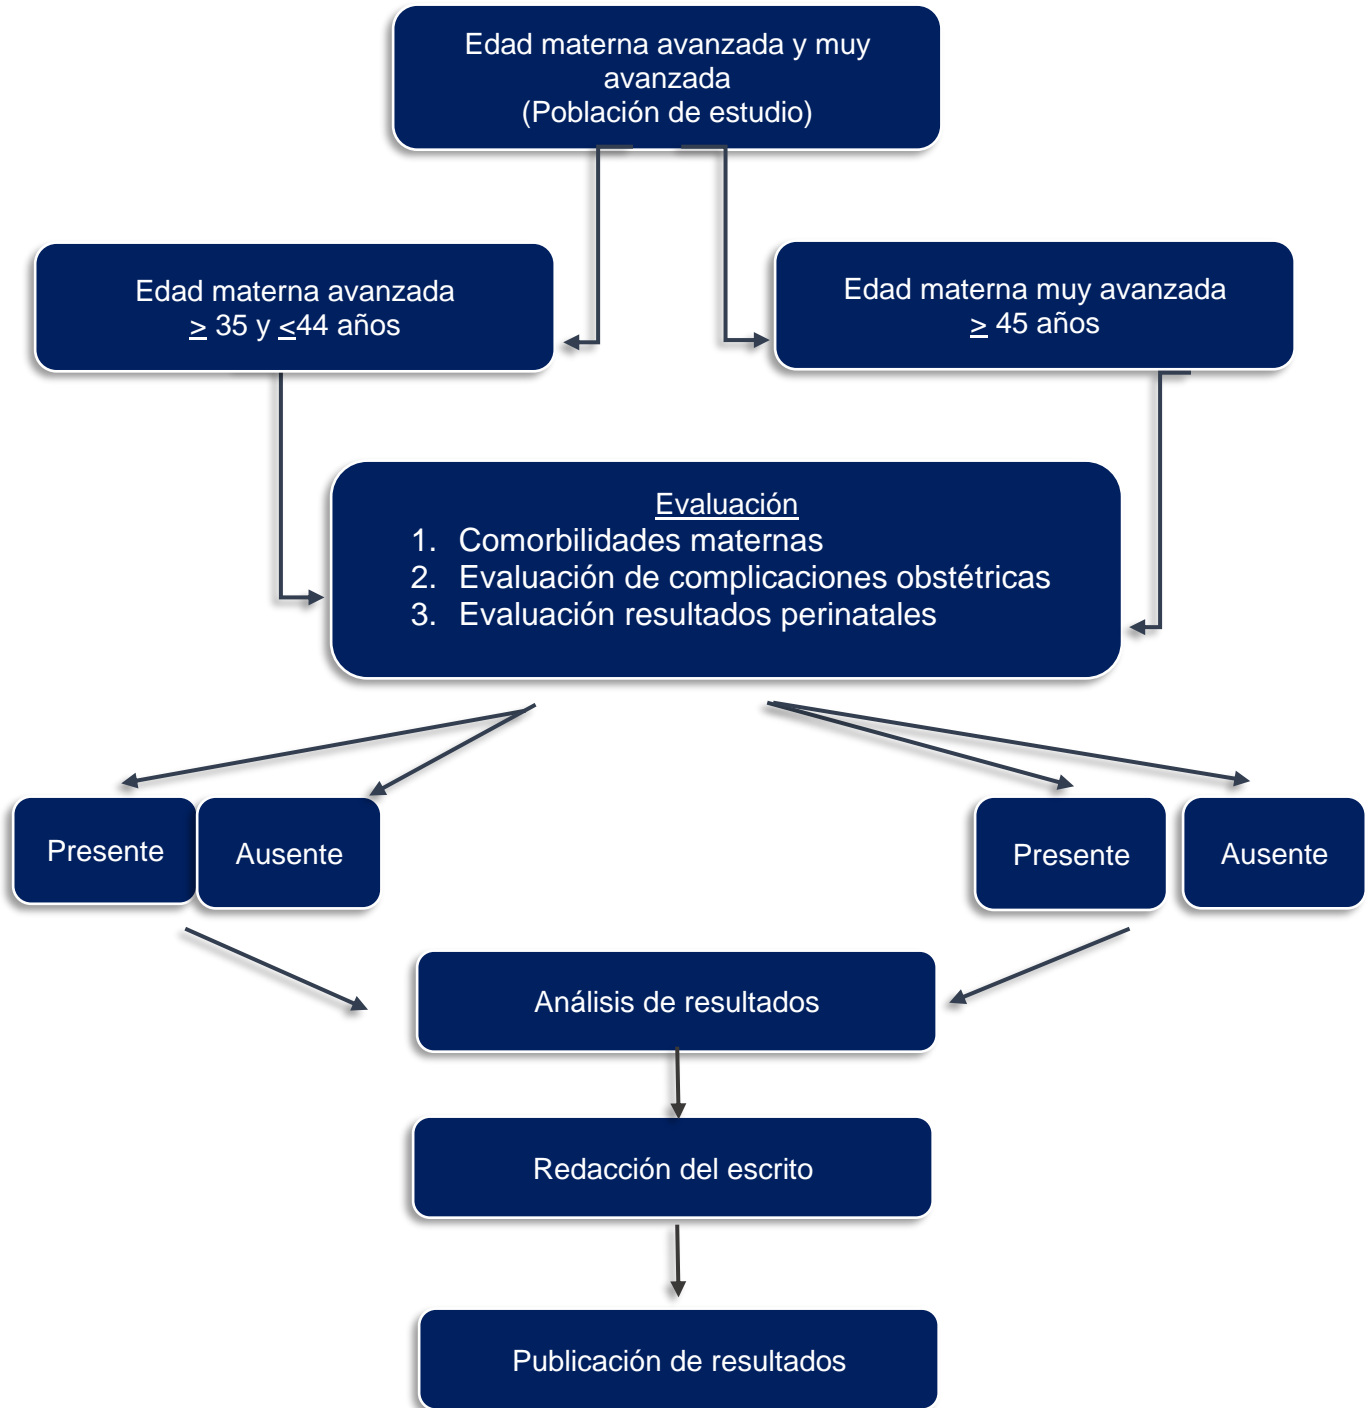 Edad materna avanzada y muy
avanzada
(Población de estudio)
Edad materna avanzada
≥ 35 y ≤44 años
Edad materna muy avanzada
≥ 45 años
Evaluación
1. Comorbilidades maternas
2. Evaluación de complicaciones obstétricas
3. Evaluación resultados perinatales
Presente
Ausente
Presente
Ausente
Análisis de resultados
Redacción del escrito
Publicación de resultados